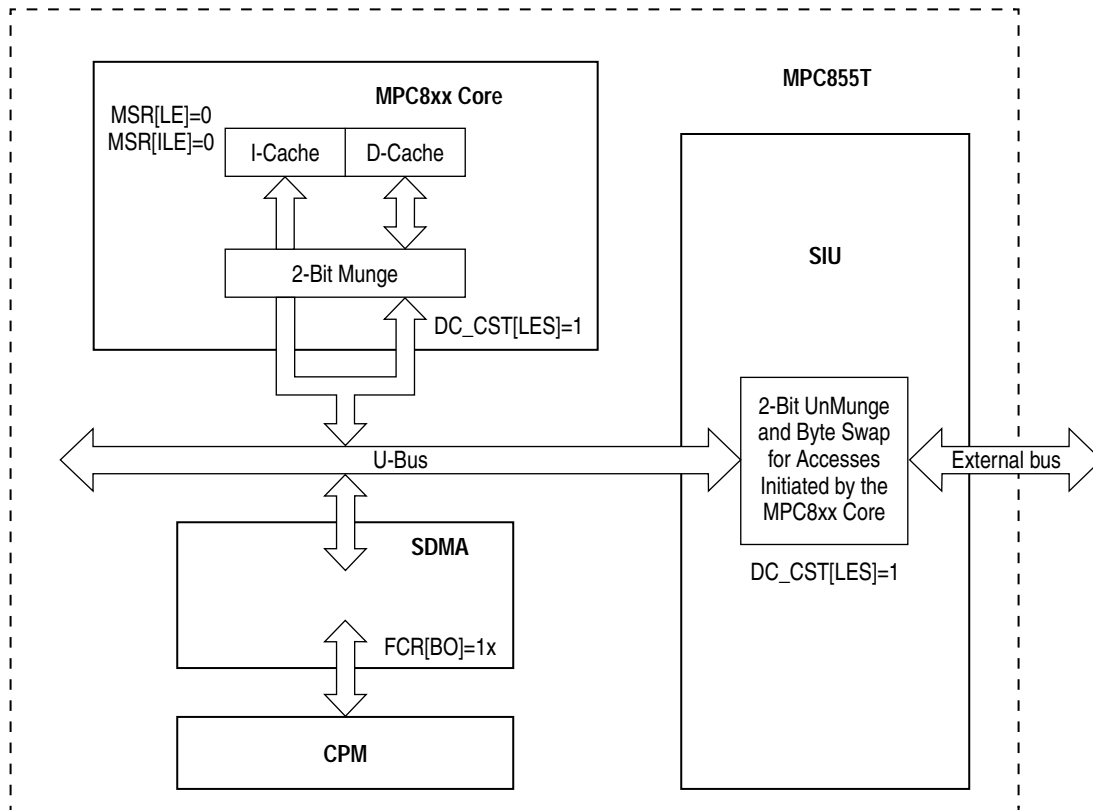 MPC855T
MPC8xx Core
MSR[LE]=0
MSR[ILE]=0
I-Cache
D-Cache
2-Bit Munge
DC_CST[LES]=1
SIU
2-Bit UnMunge
and Byte Swap
for Accesses
Initiated by the
MPC8xx Core
DC_CST[LES]=1
U-Bus
External bus
SDMA
FCR[BO]=1x
CPM